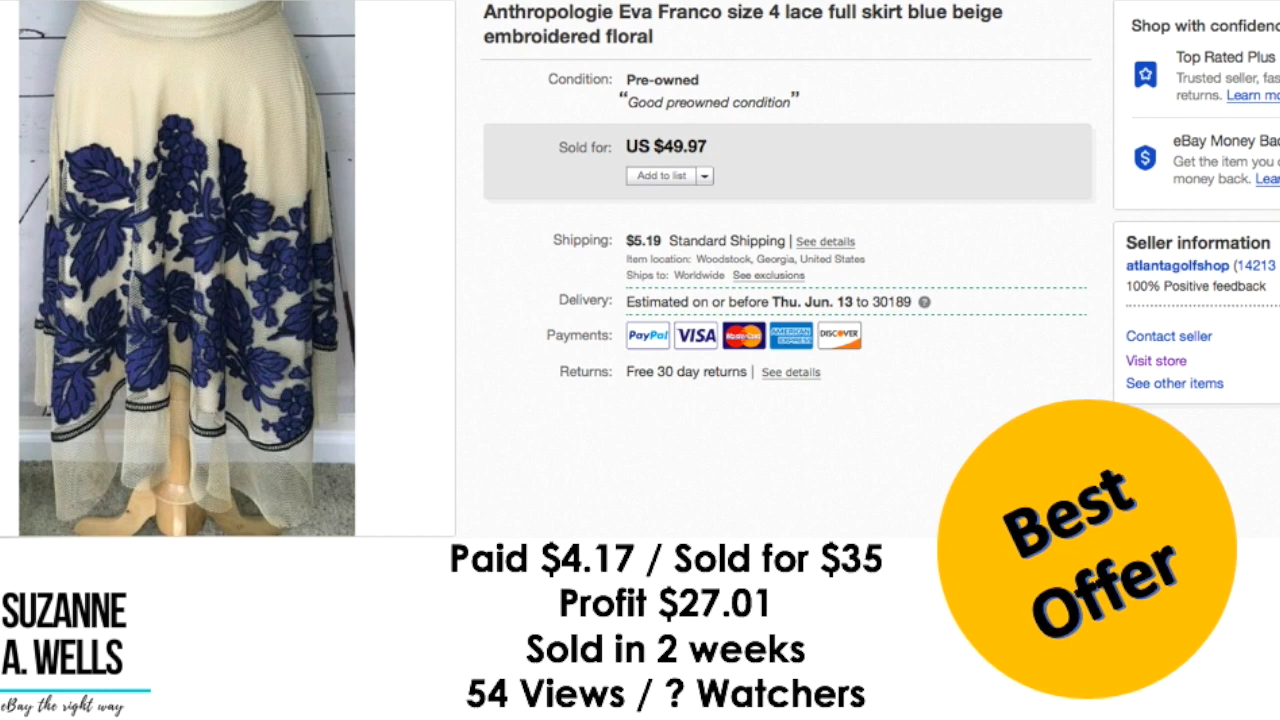 Anthropologie Eva Franco size 4 lace full skirt blue beige
embroidered floral
Condition: Pre-owned
“Good preowned condition”
Sold for: US $49.97
Add to list
Shipping: $5.19 Standard Shipping | See details
Item location: Woodstock, Georgia, United States
Ships to: Worldwide See exclusions
Delivery: Estimated on or before Thu. Jun. 13 to 30189 ?
Payments: PayPal VISA MasterCard AMERICAN EXPRESS DISCOVER
Returns: Free 30 day returns | See details
Shop with confidenc
Top Rated Plus
Trusted seller, fas
returns. Learn mo
eBay Money Bac
Get the item you o
money back. Lear
Seller information
atlantagolfshop (14213
100% Positive feedback
Contact seller
Visit store
See other items
Best
Offer
Paid $4.17 / Sold for $35
Profit $27.01
Sold in 2 weeks
54 Views / ? Watchers
SUZANNE
A. WELLS
eBay the right way